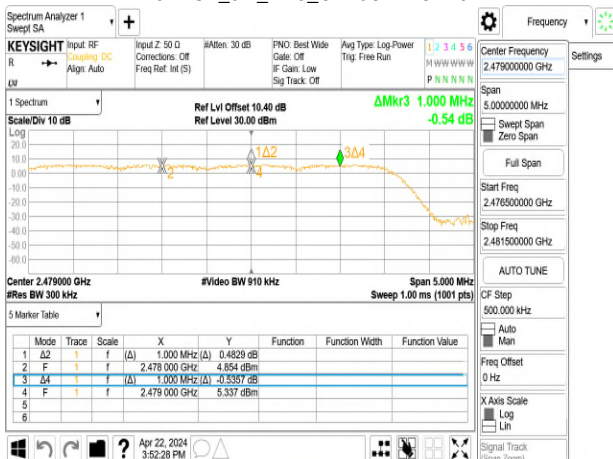 Spectrum Analyzer 1
Swept SA
Frequency
KEYSIGHT
Input: RF
Coupling: DC
Align: Auto
Input Z: 50 Ω
Corrections: Off
Freq Ref: Int (S)
#Atten: 30 dB
PNO: Best Wide
Gate: Off
IF Gain: Low
Sig Track: Off
Avg Type: Log-Power
Trig: Free Run
1 2 3 4 5 6
M W W W W W
P N N N N N
R
Settings
Center Frequency
2.479000000 GHz
Span
5.00000000 MHz
Swept Span
Zero Span
Full Span
Start Freq
2.476500000 GHz
Stop Freq
2.481500000 GHz
AUTO TUNE
CF Step
500.000 kHz
Auto
Man
Freq Offset
0 Hz
X Axis Scale
Log
Lin
Signal Track
(Span Zoom)
1 Spectrum
Scale/Div 10 dB
Ref Lvl Offset 10.40 dB
Ref Level 30.00 dBm
ΔMkr3 1.000 MHz
-0.54 dB
Log
20.0
10.0
0.00
-10.0
-20.0
-30.0
-40.0
-50.0
-60.0
1Δ2
3Δ4
2
4
Center 2.479000 GHz
#Res BW 300 kHz
#Video BW 910 kHz
Span 5.000 MHz
Sweep 1.00 ms (1001 pts)
5 Marker Table
Mode Trace Scale X Y Function Function Width Function Value
1 Δ2 1 f (Δ) 1.000 MHz (Δ) 0.4829 dB
2 F 1 f 2.478 000 GHz 4.854 dBm
3 Δ4 1 f (Δ) 1.000 MHz (Δ) -0.5357 dB
4 F 1 f 2.479 000 GHz 5.337 dBm
5
6
Apr 22, 2024
3:52:28 PM